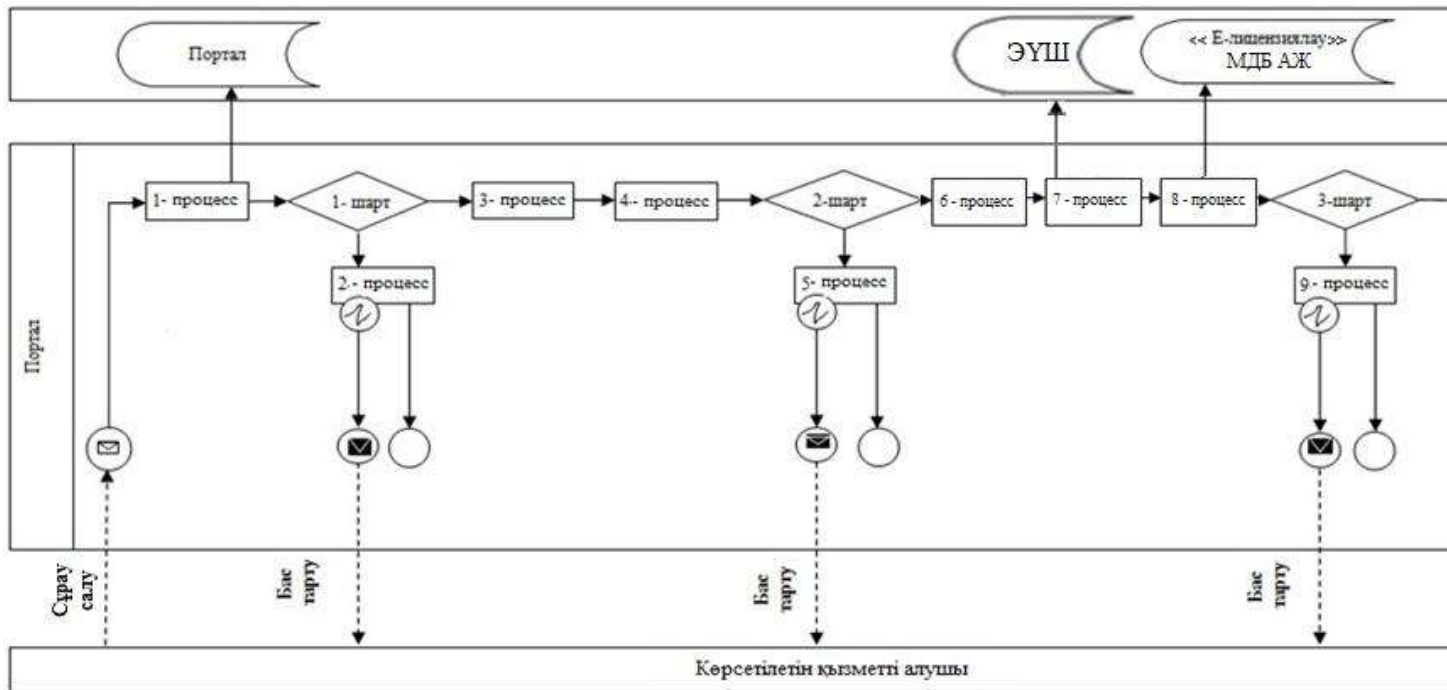 Портал
ЭҮШ
<< Е-лицензиялау>>
МДБ АЖ
Портал
1- процесс
1- шарт
3- процесс
4- процесс
2-шарт
6 - процесс
7 - процесс
8 - процесс
3-шарт
2 - процесс
5- процесс
9- процесс
Сұрау
салу
Бас
тарту
Бас
тарту
Бас
тарту
Көрсетілетін қызметті алушы